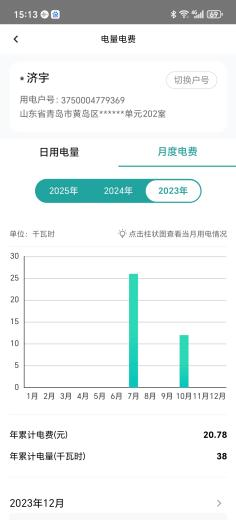 15:13
69
电量电费
*济宇
切换户号
用电户号: 3750004779369
山东省青岛市黄岛区******单元202室
日用电量
月度电费
2025年
2024年
2023年
单位：千瓦时
点击柱状图查看当月用电情况
30
25
20
15
10
5
0
1月 2月 3月 4月 5月 6月 7月 8月 9月 10月11月12月
年累计电费(元) 20.78
年累计电量(千瓦时) 38
2023年12月